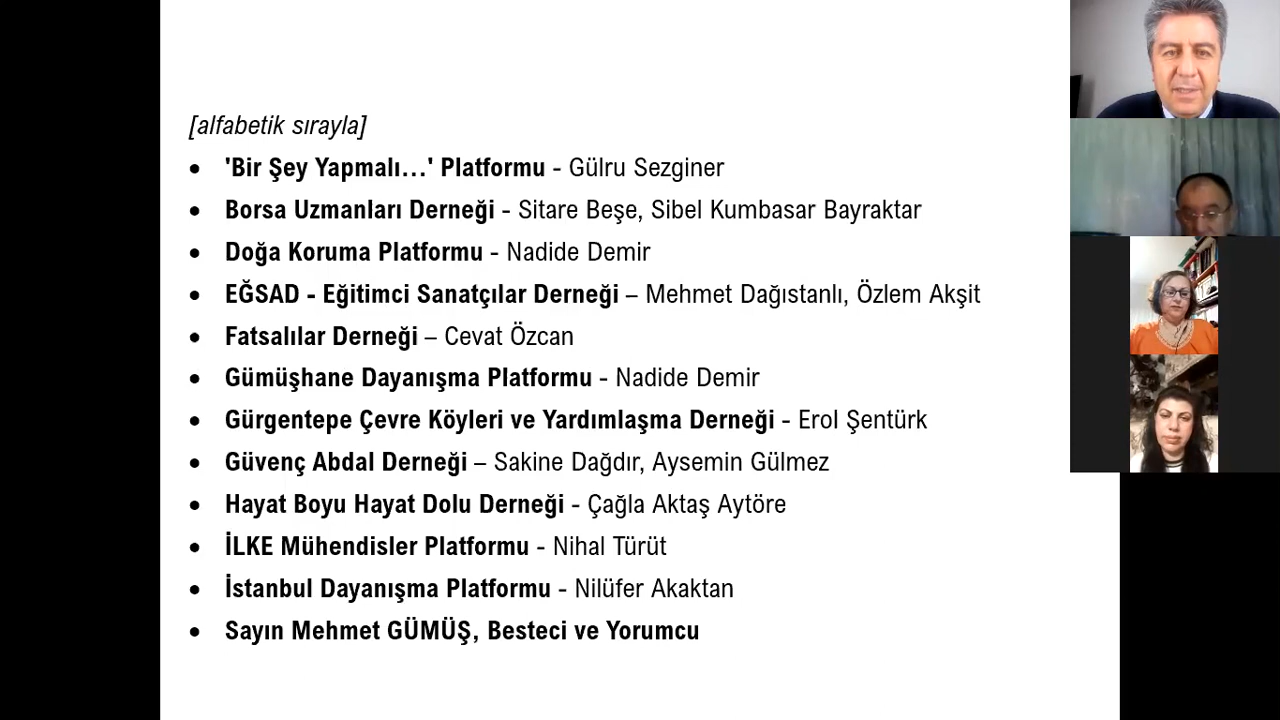 [alfabetik sırayla]
• 'Bir Şey Yapmalı…' Platformu - Gülru Sezginer
• Borsa Uzmanları Derneği - Sitare Beşe, Sibel Kumbasar Bayraktar
• Doğa Koruma Platformu - Nadide Demir
• EĞSAD - Eğitimci Sanatçılar Derneği – Mehmet Dağıstanlı, Özlem Akşit
• Fatsalılar Derneği – Cevat Özcan
• Gümüşhane Dayanışma Platformu - Nadide Demir
• Gürgentepe Çevre Köyleri ve Yardımlaşma Derneği - Erol Şentürk
• Güvenç Abdal Derneği – Sakine Dağdır, Aysemin Gülmez
• Hayat Boyu Hayat Dolu Derneği - Çağla Aktaş Aytöre
• İLKE Mühendisler Platformu - Nihal Türüt
• İstanbul Dayanışma Platformu - Nilüfer Akaktan
• Sayın Mehmet GÜMÜŞ, Besteci ve Yorumcu